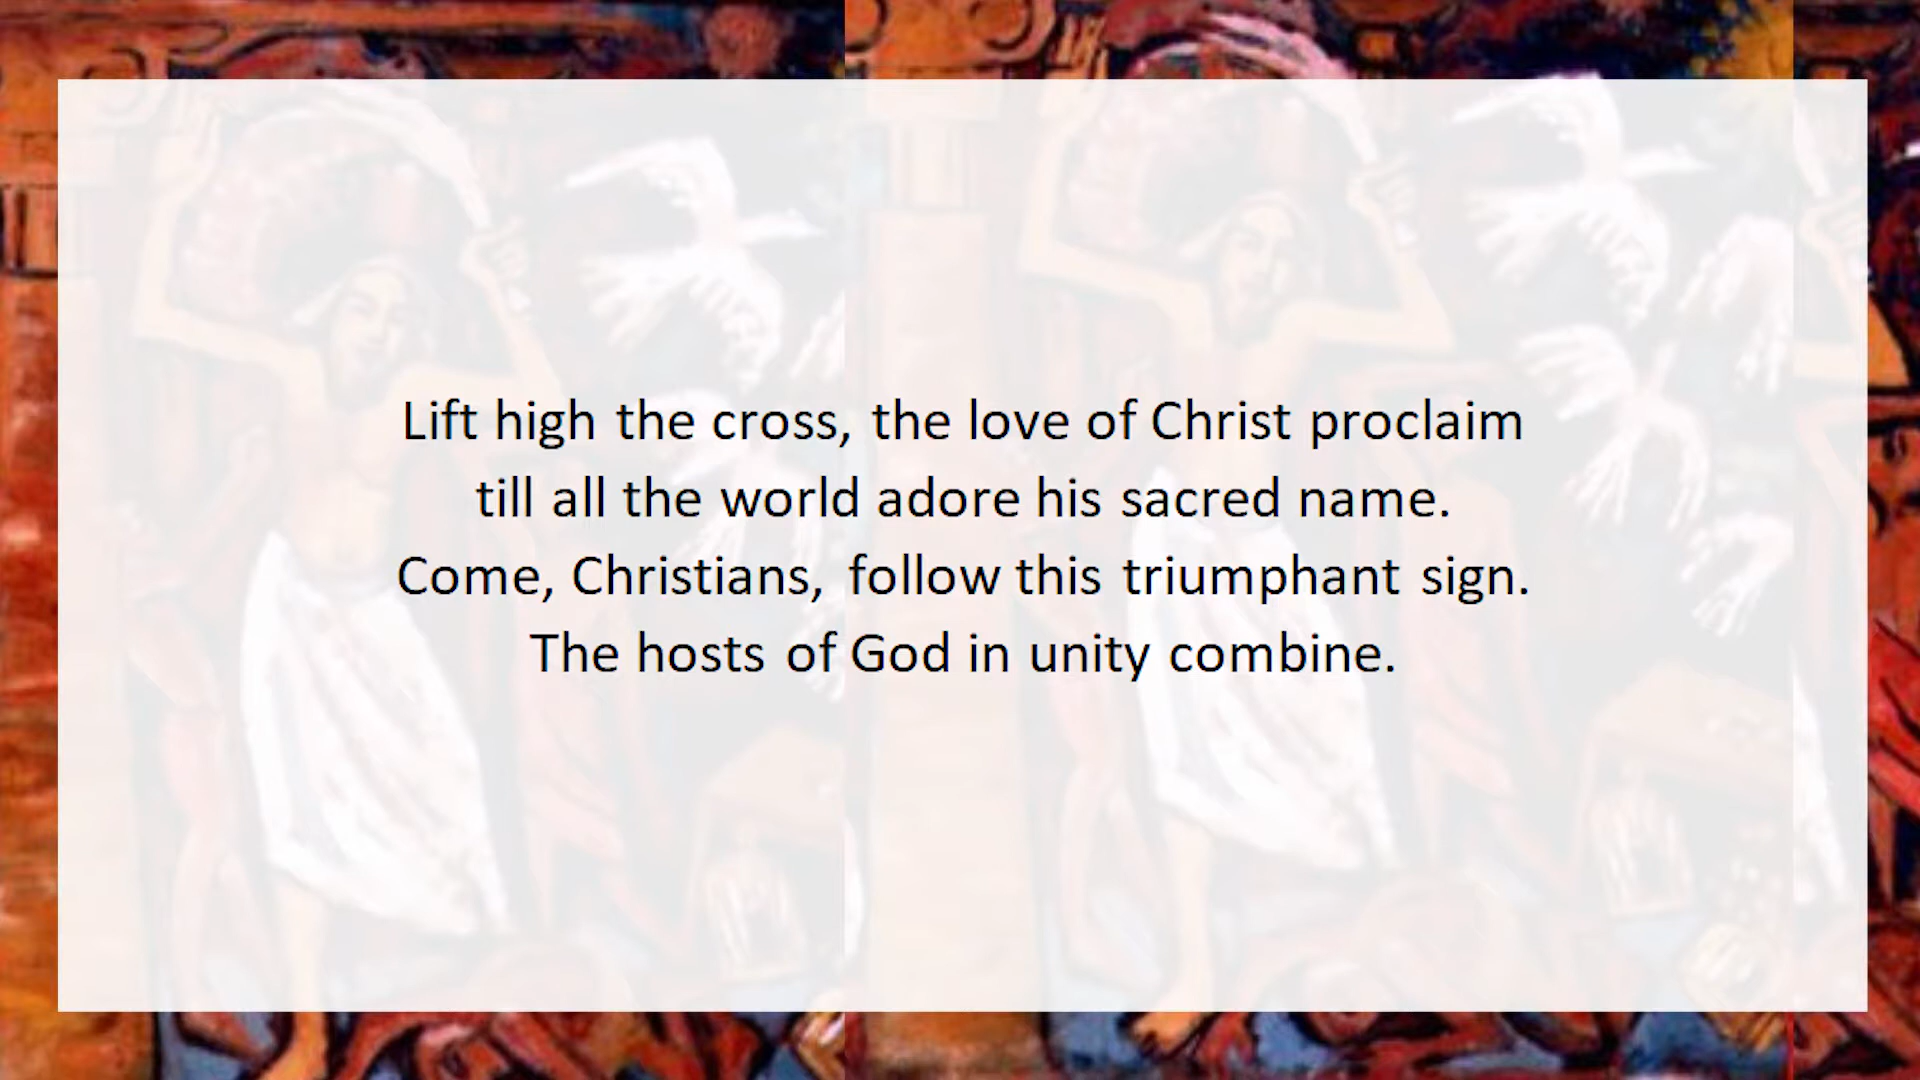 Lift high the cross, the love of Christ proclaim
till all the world adore his sacred name.
Come, Christians, follow this triumphant sign.
The hosts of God in unity combine.